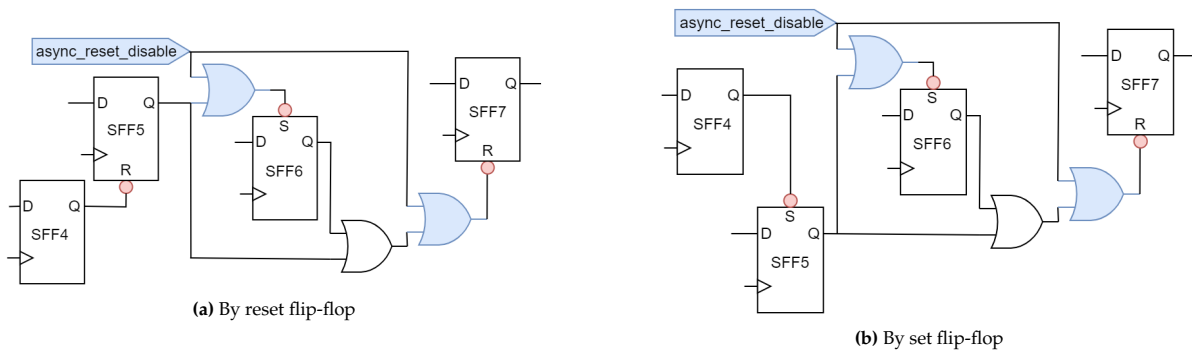 async_reset_disable
D Q
SFF5
R
D Q
SFF4
S
D Q
SFF6
D Q
SFF7
R
(a) By reset flip-flop
async_reset_disable
D Q
SFF4
S
D Q
SFF5
S
D Q
SFF6
D Q
SFF7
R
(b) By set flip-flop